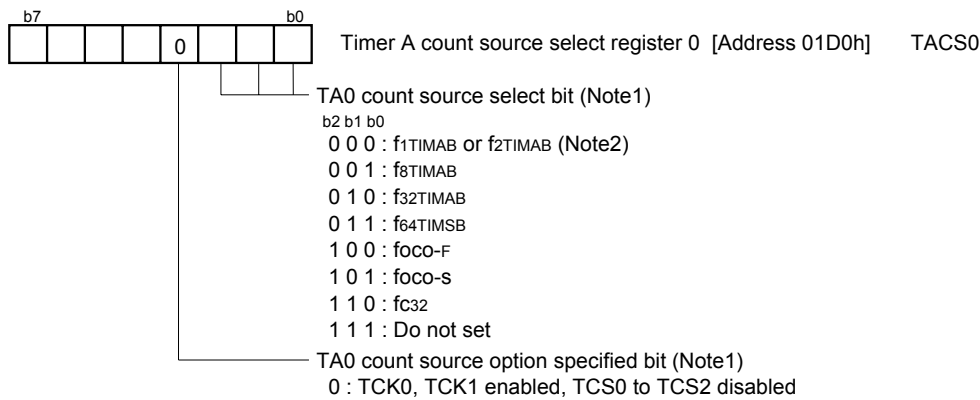 b7 b0
0 Timer A count source select register 0 [Address 01D0h] TACS0
TA0 count source select bit (Note1)
b2 b1 b0
0 0 0 : f1TIMAB or f2TIMAB (Note2)
0 0 1 : f8TIMAB
0 1 0 : f32TIMAB
0 1 1 : f64TIMSB
1 0 0 : foco-F
1 0 1 : foco-s
1 1 0 : fc32
1 1 1 : Do not set
TA0 count source option specified bit (Note1)
0 : TCK0, TCK1 enabled, TCS0 to TCS2 disabled